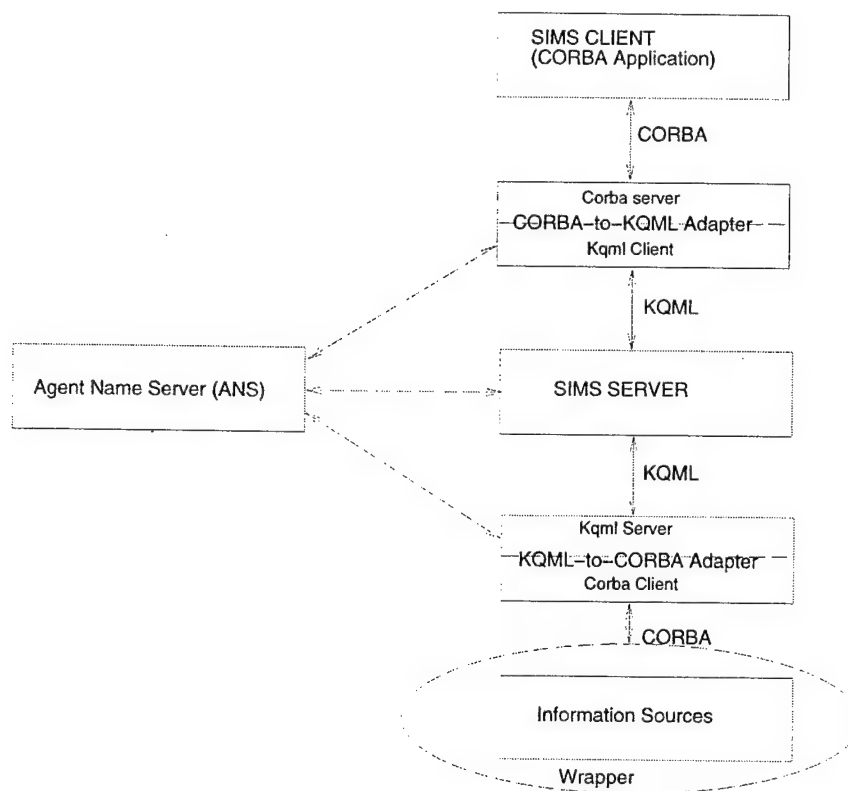 SIMS CLIENT
(CORBA Application)
CORBA
Corba server
CORBA-to-KQML Adapter
Kqml Client
KQML
Agent Name Server (ANS)
SIMS SERVER
KQML
Kqml Server
KQML-to-CORBA Adapter
Corba Client
CORBA
Information Sources
Wrapper